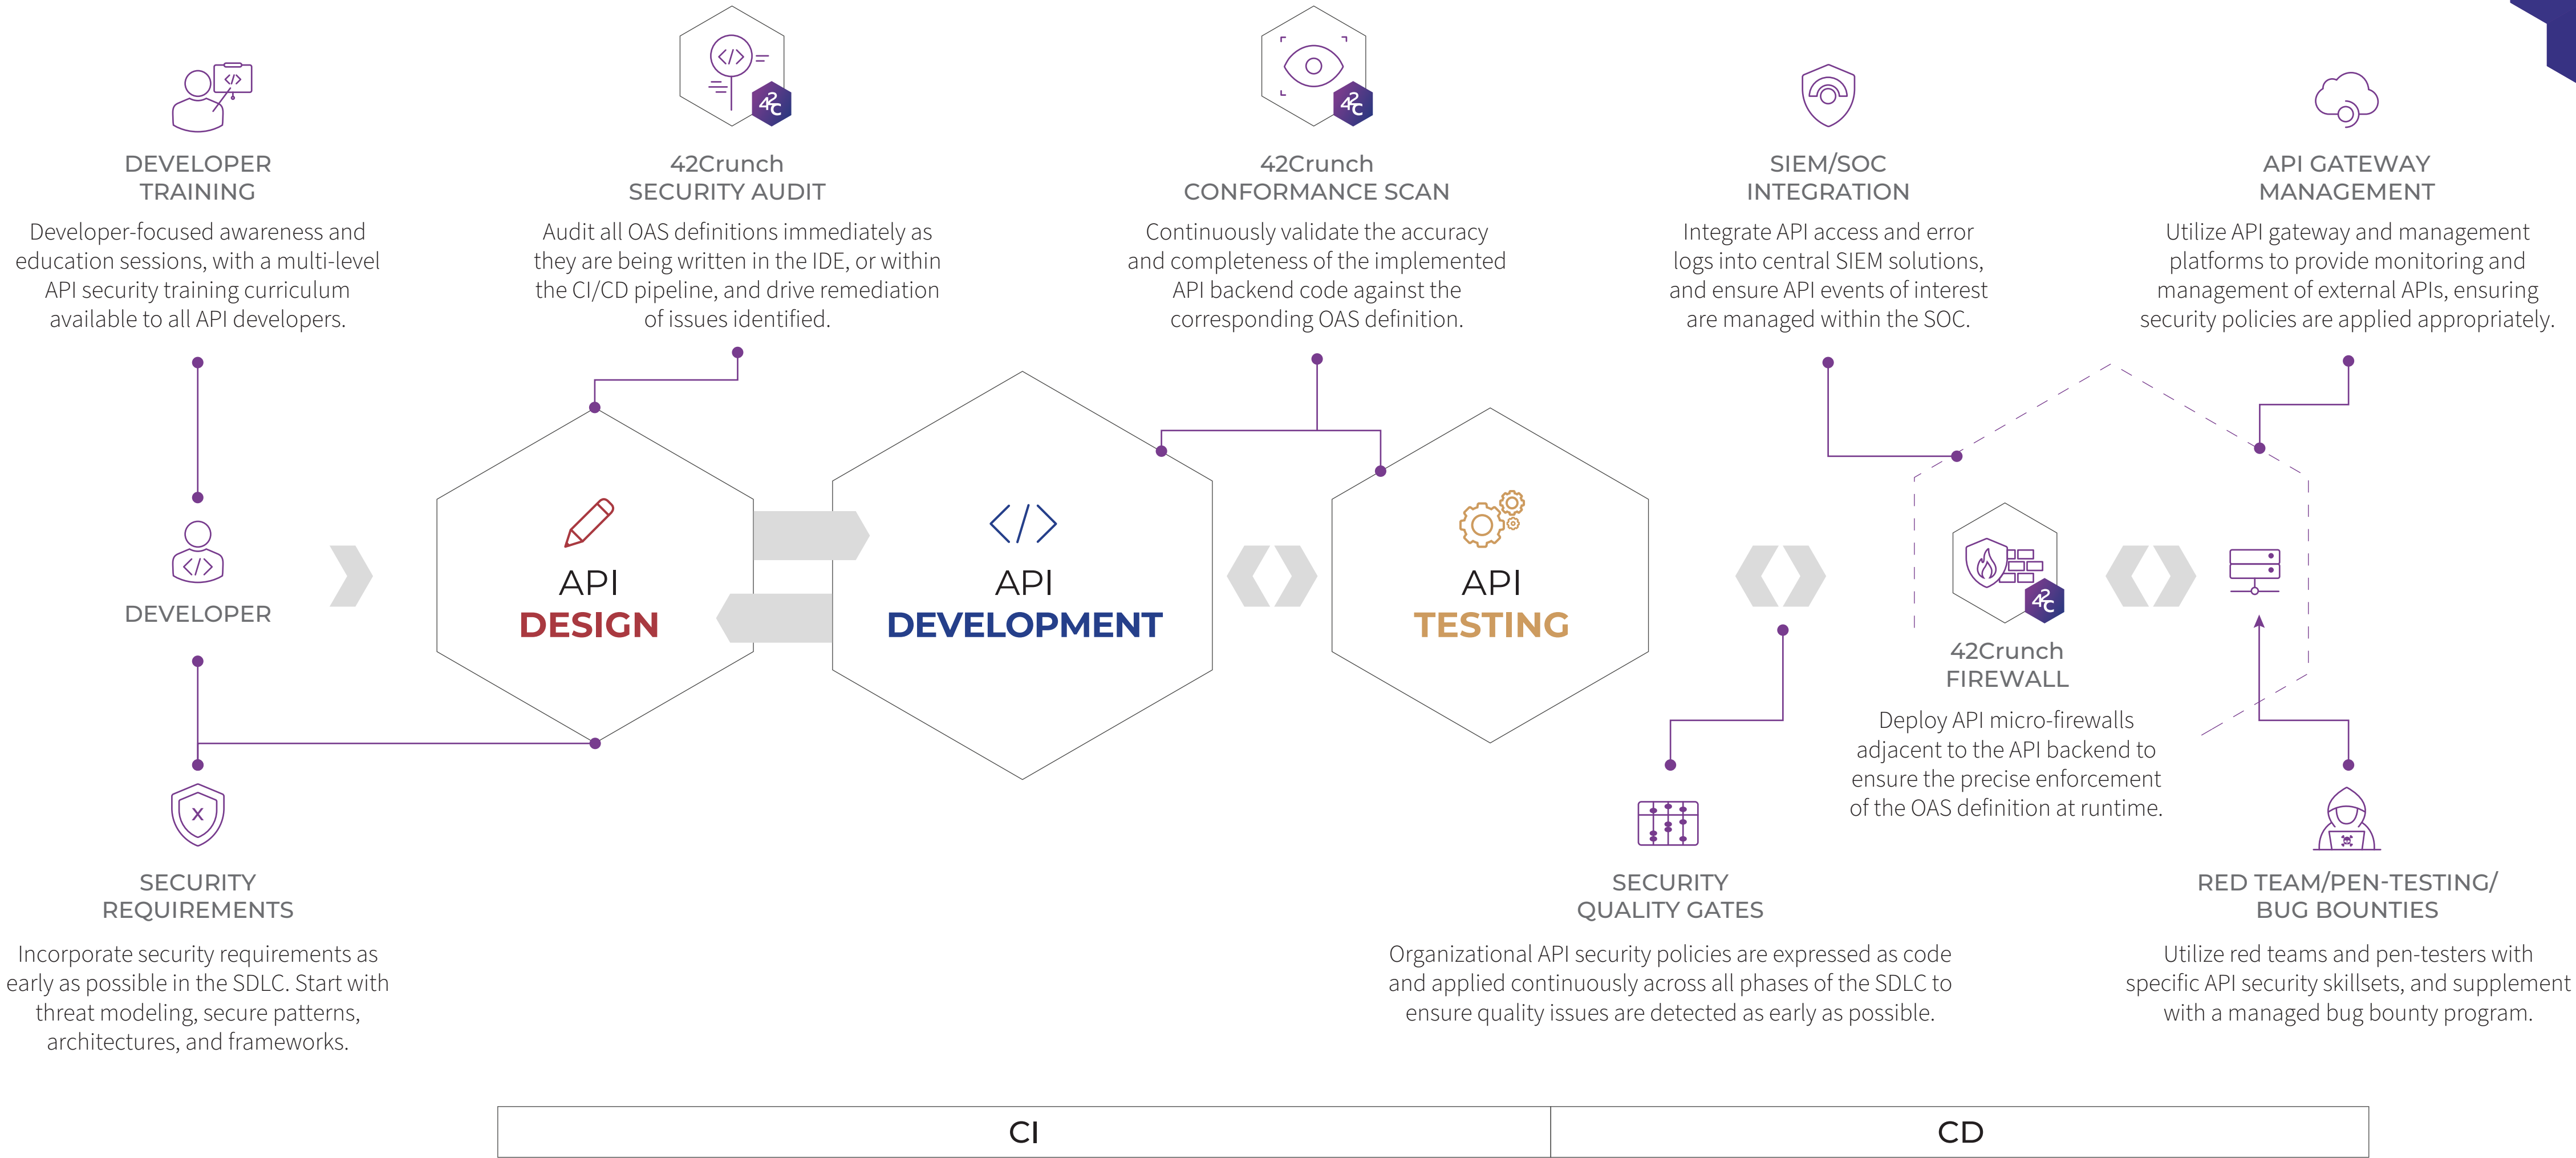 DEVELOPER
TRAINING
Developer-focused awareness and
education sessions, with a multi-level
API security training curriculum
available to all API developers.
42Crunch
SECURITY AUDIT
Audit all OAS definitions immediately as
they are being written in the IDE, or within
the CI/CD pipeline, and drive remediation
of issues identified.
42Crunch
CONFORMANCE SCAN
Continuously validate the accuracy
and completeness of the implemented
API backend code against the
corresponding OAS definition.
SIEM/SOC
INTEGRATION
Integrate API access and error
logs into central SIEM solutions,
and ensure API events of interest
are managed within the SOC.
API GATEWAY
MANAGEMENT
Utilize API gateway and management
platforms to provide monitoring and
management of external APIs, ensuring
security policies are applied appropriately.
</>
</>
42C
42C
DEVELOPER
</>
API
DESIGN
</>
API
DEVELOPMENT
API
TESTING
42C
42Crunch
FIREWALL
Deploy API micro-firewalls
adjacent to the API backend to
ensure the precise enforcement
of the OAS definition at runtime.
X
SECURITY
REQUIREMENTS
Incorporate security requirements as
early as possible in the SDLC. Start with
threat modeling, secure patterns,
architectures, and frameworks.
SECURITY
QUALITY GATES
Organizational API security policies are expressed as code
and applied continuously across all phases of the SDLC to
ensure quality issues are detected as early as possible.
RED TEAM/PEN-TESTING/
BUG BOUNTIES
Utilize red teams and pen-testers with
specific API security skillsets, and supplement
with a managed bug bounty program.
CI
CD